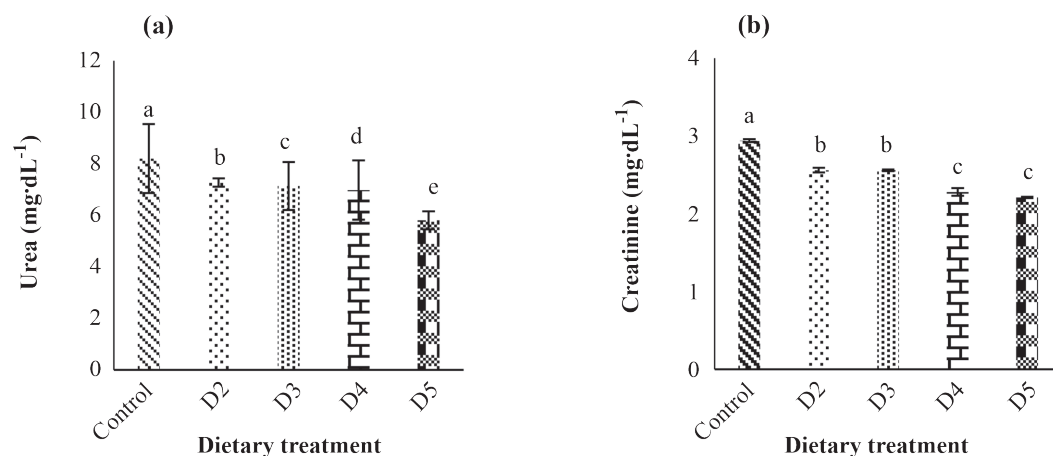 (a)
12
10
8
6
4
2
0
Urea (mg·dL⁻¹)
a
b
c
d
e
Control
D2
D3
D4
D5
Dietary treatment
(b)
4
3
2
1
0
Creatinine (mg·dL⁻¹)
a
b
b
c
c
Control
D2
D3
D4
D5
Dietary treatment